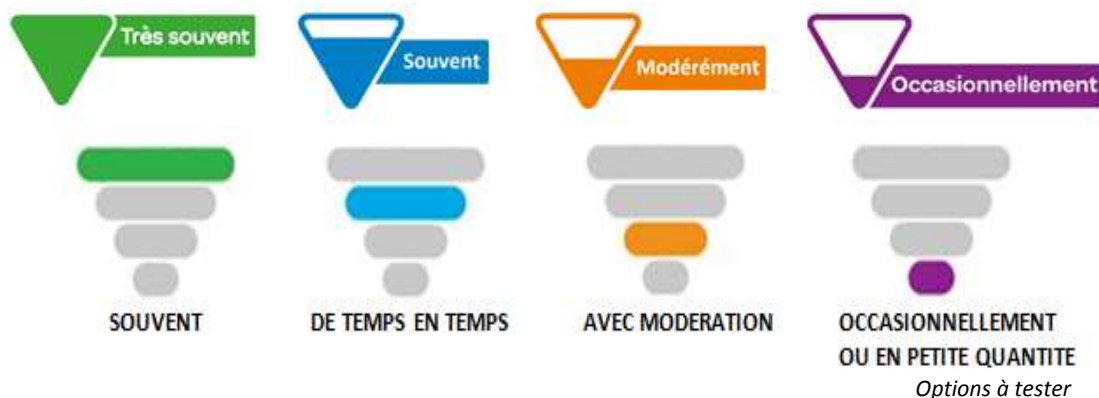 Très souvent
Souvent
Modérément
Occasionnellement
SOUVENT
DE TEMPS EN TEMPS
AVEC MODERATION
OCCASIONNELLEMENT
OU EN PETITE QUANTITE
Options à tester